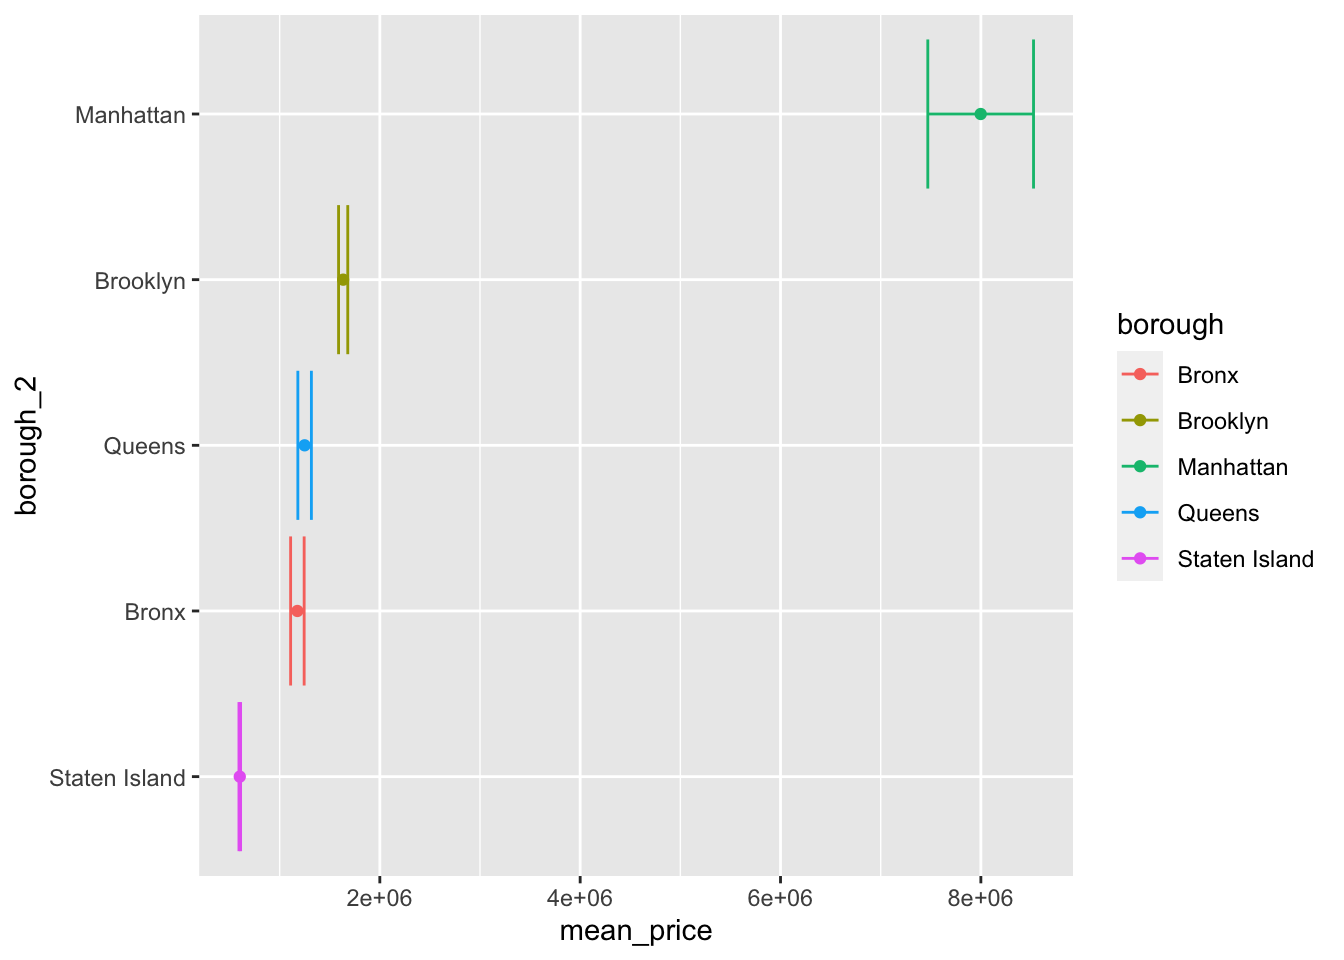 Manhattan
Brooklyn
Queens
Bronx
Staten Island
borough_2
2e+06
4e+06
6e+06
8e+06
mean_price
borough
Bronx
Brooklyn
Manhattan
Queens
Staten Island